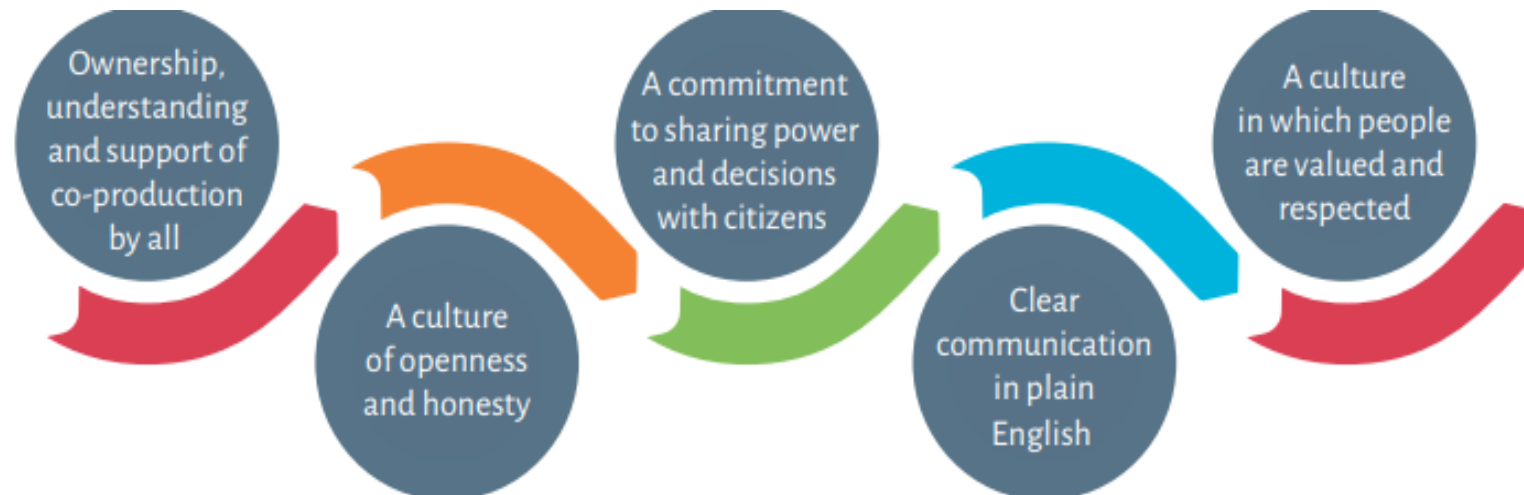 Ownership,
understanding
and support of
co-production
by all
A culture
of openness
and honesty
A commitment
to sharing power
and decisions
with citizens
Clear
communication
in plain
English
A culture
in which people
are valued and
respected